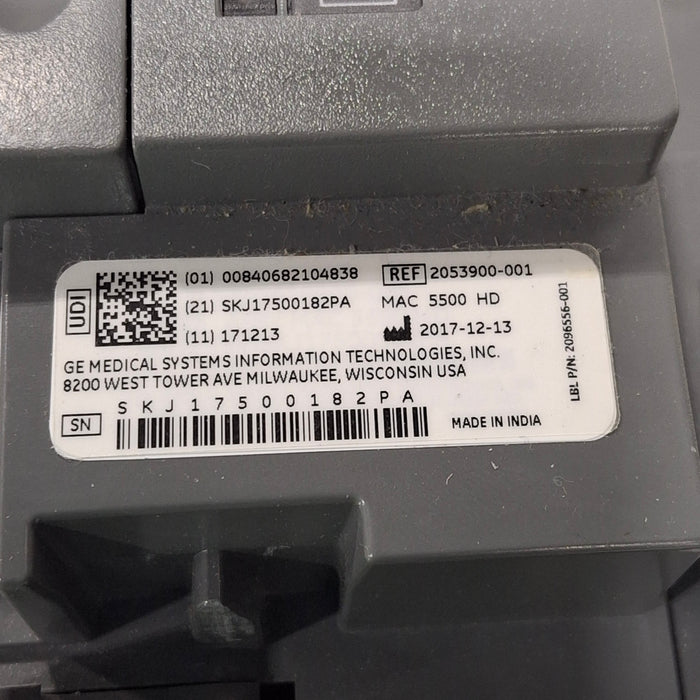 UDI
(01) 00840682104838 REF 2053900-001
(21) SKJ17500182PA MAC 5500 HD
(11) 171213 2017-12-13
GE MEDICAL SYSTEMS INFORMATION TECHNOLOGIES, INC.
8200 WEST TOWER AVE MILWAUKEE, WISCONSIN USA
SKJ17500182PA
SN MADE IN INDIA
LBL P/N: 2096556-001